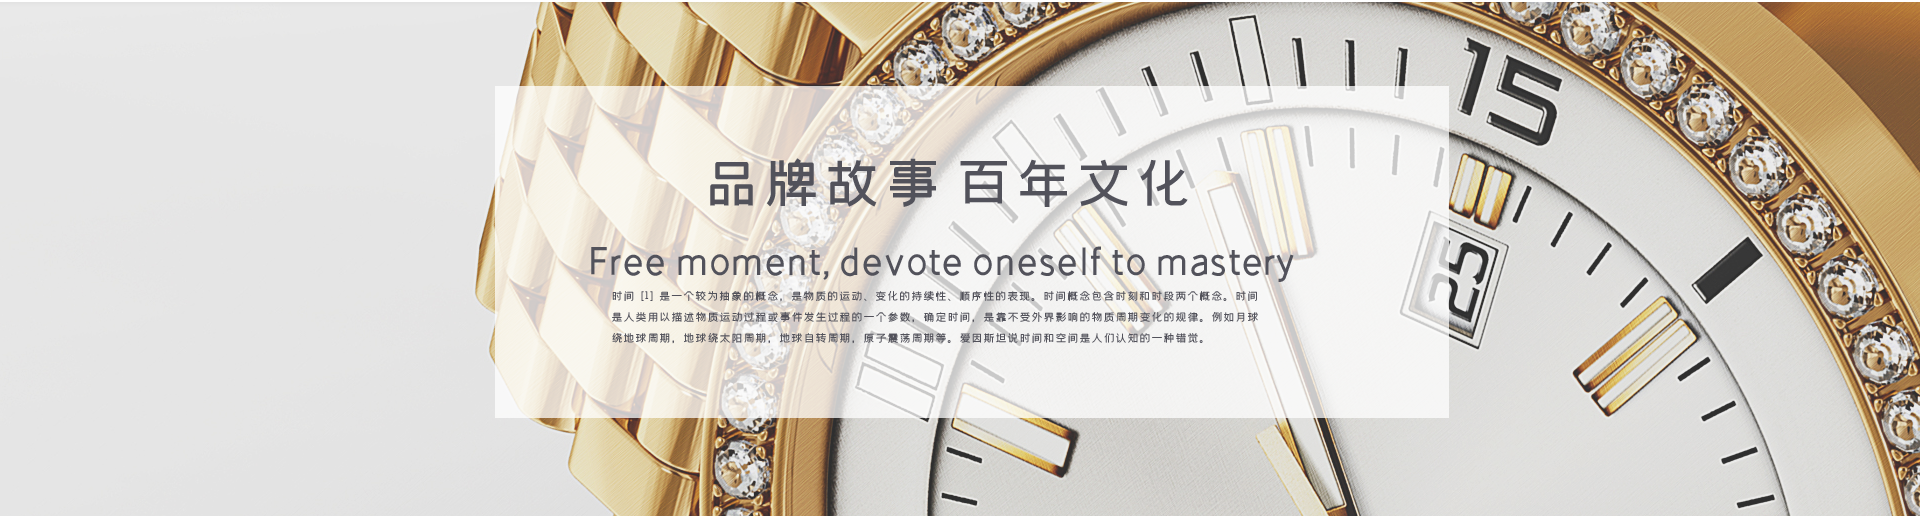 15
品牌故事 百年文化
25
Free moment, devote oneself to mastery
时间 [1] 是一个较为抽象的概念，是物质的运动、变化的持续性、顺序性的表现。时间概念包含时刻和时段两个概念。时间
是人类用以描述物质运动过程或事件发生过程的一个参数，确定时间，是靠不受外界影响的物质周期变化的规律。例如月球
绕地球周期，地球绕太阳周期，地球自转周期，原子震荡周期等。爱因斯坦说时间和空间是人们认知的一种错觉。